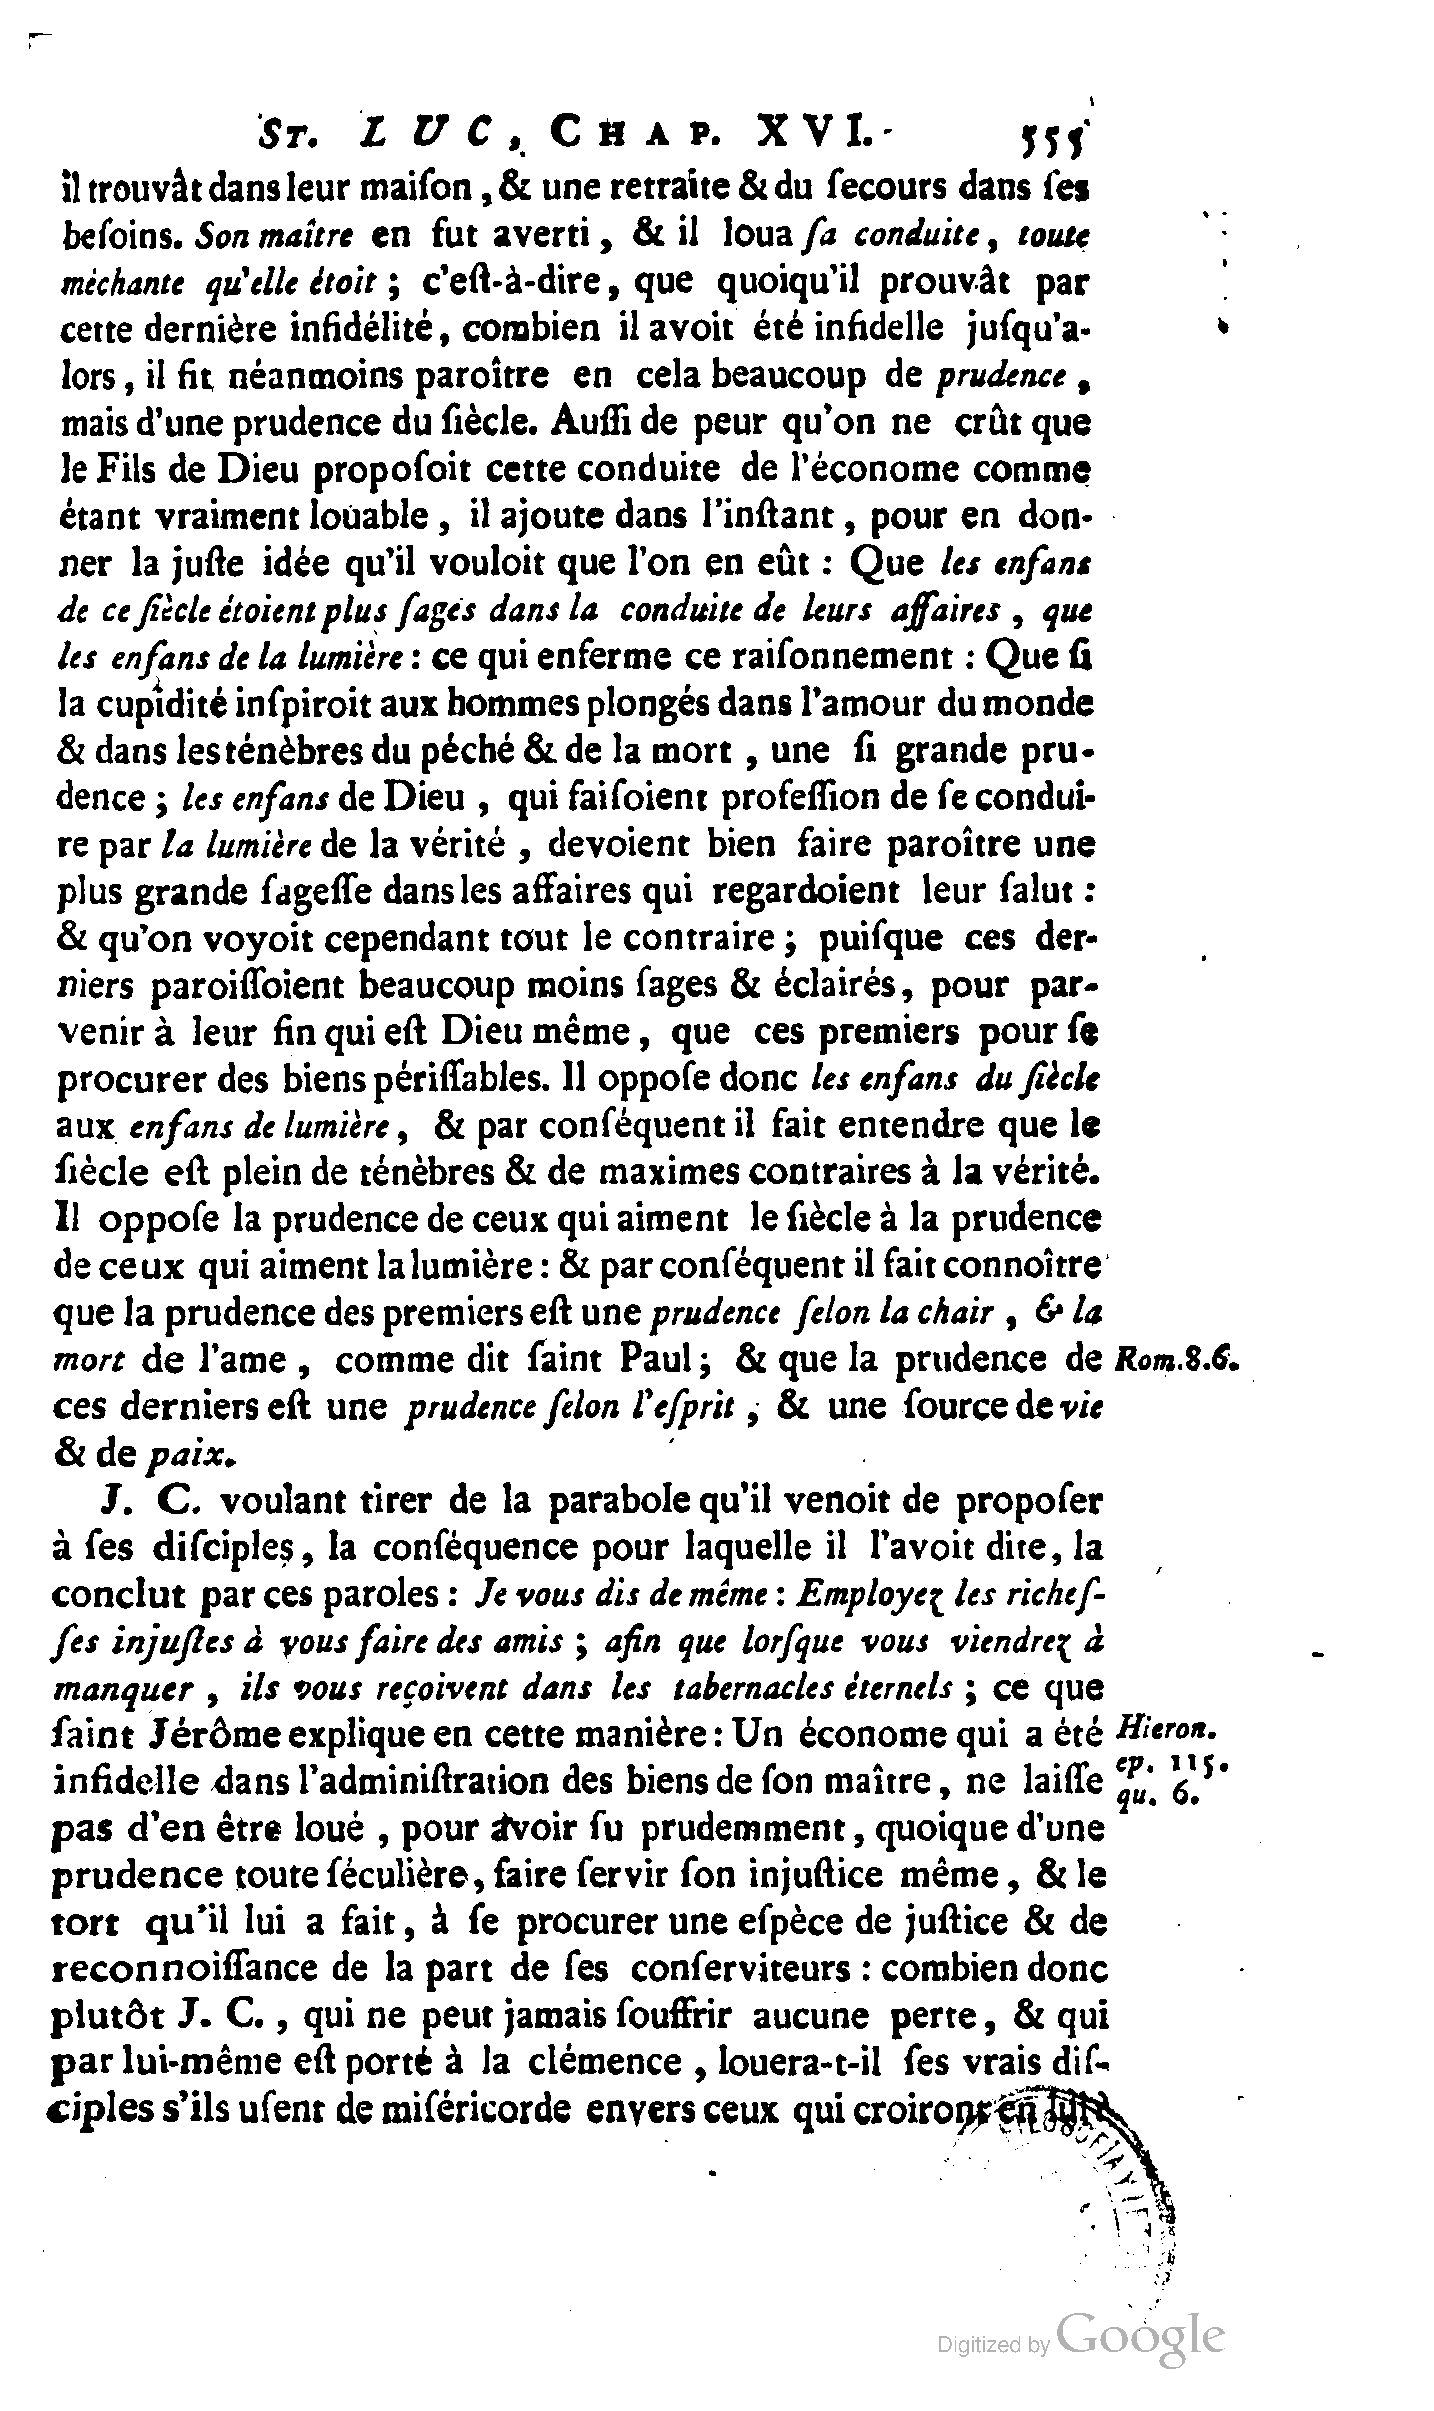 ST. LUC, CHAP. XVI. 555
il trouvât dans leur maiſon, & une retraite & du ſecours dans ſes
beſoins. Son maître en fut averti, & il loua ſa conduite, toute
méchante qu'elle étoit ; c'eſt-à-dire, que quoiqu'il prouvât par
cette dernière infidélité, combien il avoit été infidelle juſqu'a-
lors, il fit néanmoins paroître en cela beaucoup de prudence,
mais d'une prudence du ſiècle. Auſſi de peur qu'on ne crût que
le Fils de Dieu propoſoit cette conduite de l'économe comme
étant vraiment louable, il ajoute dans l'inſtant, pour en don-
ner la juſte idée qu'il vouloit que l'on en eût : Que les enfans
de ce ſiècle étoient plus ſages dans la conduite de leurs affaires, que
les enfans de la lumière : ce qui enferme ce raiſonnement : Que ſi
la cupidité inſpiroit aux hommes plongés dans l'amour du monde
& dans les ténèbres du péché & de la mort, une ſi grande pru-
dence ; les enfans de Dieu, qui faiſoient profeſſion de ſe condui-
re par la lumière de la vérité, devoient bien faire paroître une
plus grande ſageſſe dans les affaires qui regardoient leur ſalut :
& qu'on voyoit cependant tout le contraire ; puiſque ces der-
niers paroiſſoient beaucoup moins ſages & éclairés, pour par-
venir à leur fin qui eſt Dieu même, que ces premiers pour ſe
procurer des biens périſſables. Il oppoſe donc les enfans du ſiècle
aux enfans de lumière, & par conſéquent il fait entendre que le
ſiècle eſt plein de ténèbres & de maximes contraires à la vérité.
Il oppoſe la prudence de ceux qui aiment le ſiècle à la prudence
de ceux qui aiment la lumière : & par conſéquent il fait connoître
que la prudence des premiers eſt une prudence ſelon la chair, & la
mort de l'ame, comme dit ſaint Paul ; & que la prudence de Rom.8.6.
ces derniers eſt une prudence ſelon l'eſprit, & une ſource de vie
& de paix.
J. C. voulant tirer de la parabole qu'il venoit de propoſer
à ſes diſciples, la conſéquence pour laquelle il l'avoit dite, la
conclut par ces paroles : Je vous dis de même : Employez les richeſ-
ſes injuſtes à vous faire des amis ; afin que lorſque vous viendrez à
manquer, ils vous reçoivent dans les tabernacles éternels ; ce que
ſaint Jérôme explique en cette manière : Un économe qui a été Hieron.
infidelle dans l'adminiſtration des biens de ſon maître, ne laiſſe ep. 115.
qu. 6.
pas d'en être loué, pour avoir ſu prudemment, quoique d'une
prudence toute ſéculière, faire ſervir ſon injuſtice même, & le
tort qu'il lui a fait, à ſe procurer une eſpèce de juſtice & de
reconnoiſſance de la part de ſes conſerviteurs : combien donc
plutôt J. C., qui ne peut jamais ſouffrir aucune perte, & qui
par lui-même eſt porté à la clémence, louera-t-il ſes vrais diſ-
ciples s'ils uſent de miſéricorde envers ceux qui croiront en lui
Digitized by Google